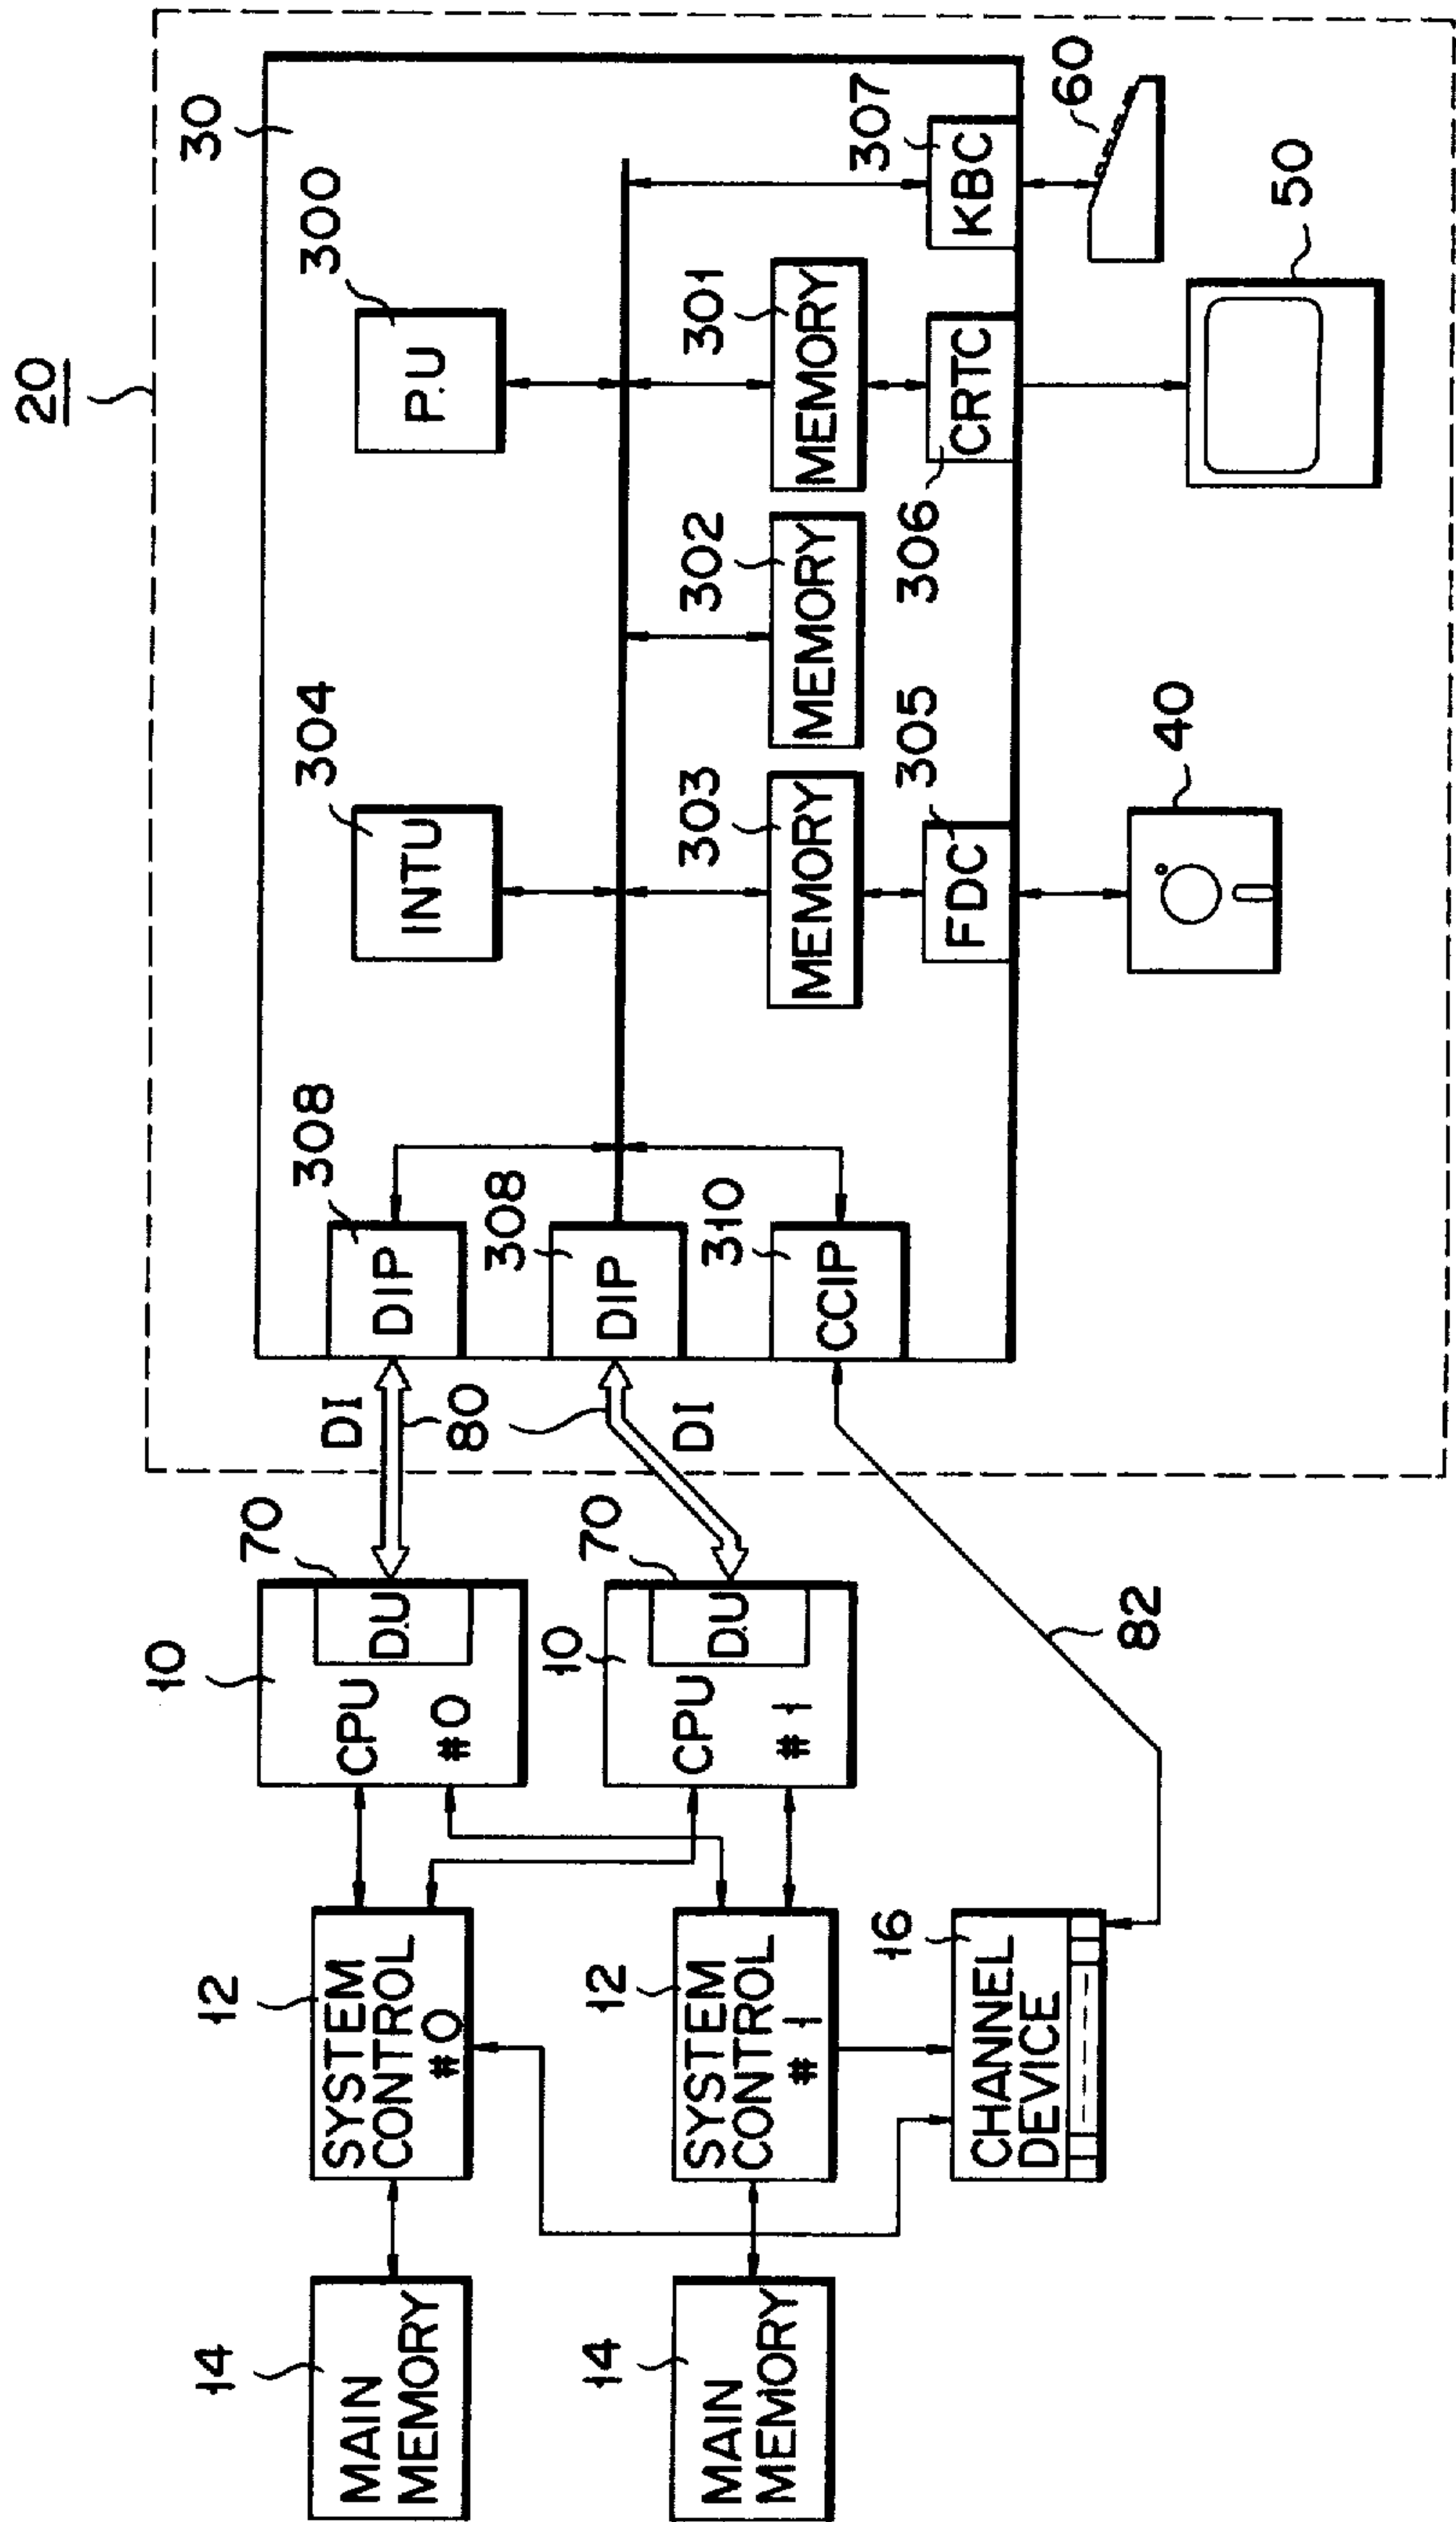 20
30
300
P.U
304
INTU
308
DIP
308
DIP
310
CCIP
301
MEMORY
302
MEMORY
303
MEMORY
307
KBC
306
CRTC
305
FDC
60
50
40
DI
80
DI
82
10
70
CPU
#0
D.U
10
70
CPU
#1
D.U
12
SYSTEM
CONTROL
#0
12
SYSTEM
CONTROL
#1
16
CHANNEL
DEVICE
14
MAIN
MEMORY
14
MAIN
MEMORY